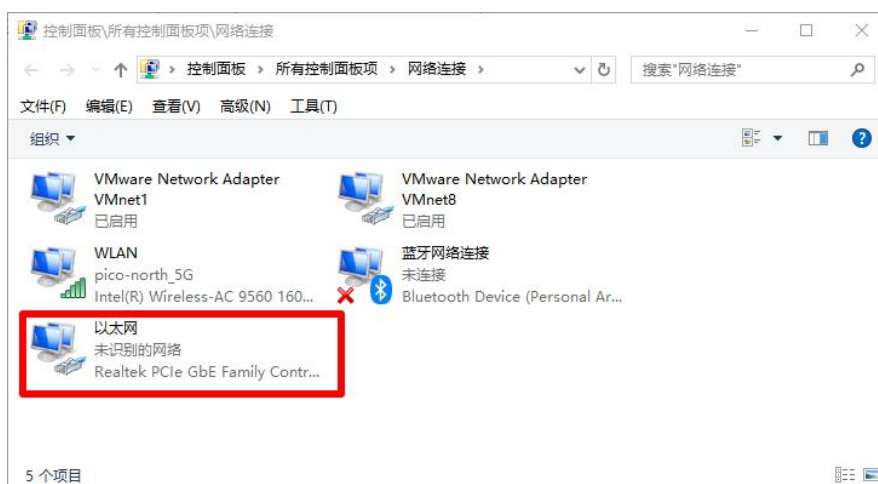 控制面板\所有控制面板项\网络连接
控制面板 › 所有控制面板项 › 网络连接 ›
搜索"网络连接"
文件(F) 编辑(E) 查看(V) 高级(N) 工具(T)
组织
VMware Network Adapter
VMnet1
已启用
VMware Network Adapter
VMnet8
已启用
WLAN
pico-north_5G
Intel(R) Wireless-AC 9560 160...
蓝牙网络连接
未连接
Bluetooth Device (Personal Ar...
以太网
未识别的网络
Realtek PCIe GbE Family Contr...
5 个项目